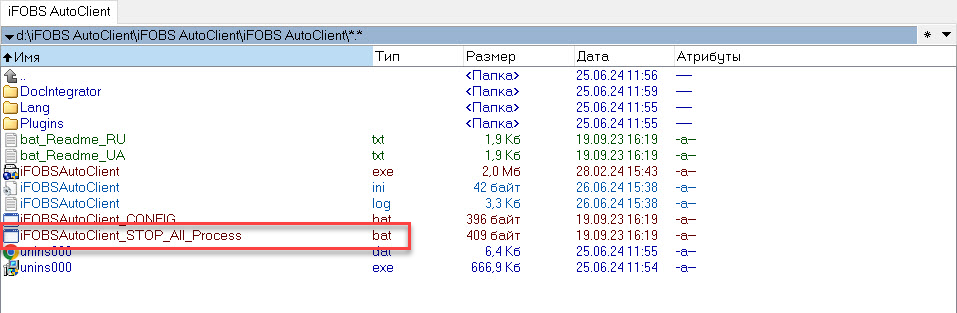 iFOBS AutoClient
d:\iFOBS AutoClient\iFOBS AutoClient\iFOBS AutoClient\*.*
Имя Тип Размер Дата Атрибуты
.. <Папка> 25.06.24 11:56 —
DocIntegrator <Папка> 25.06.24 11:59 —
Lang <Папка> 25.06.24 11:55 —
Plugins <Папка> 25.06.24 11:55 —
bat_Readme_RU txt 1,9 Кб 19.09.23 16:19 -a--
bat_Readme_UA txt 1,9 Кб 19.09.23 16:19 -a--
iFOBSAutoClient exe 2,0 Мб 28.02.24 15:43 -a--
iFOBSAutoClient ini 42 байт 26.06.24 15:38 -a--
iFOBSAutoClient log 3,3 Кб 26.06.24 15:38 -a--
iFOBSAutoClient_CONFIG bat 396 байт 19.09.23 16:19 -a--
iFOBSAutoClient_STOP_All_Process bat 409 байт 19.09.23 16:19 -a--
unins000 dat 6,4 Кб 25.06.24 11:55 -a--
unins000 exe 666,9 Кб 25.06.24 11:54 -a--